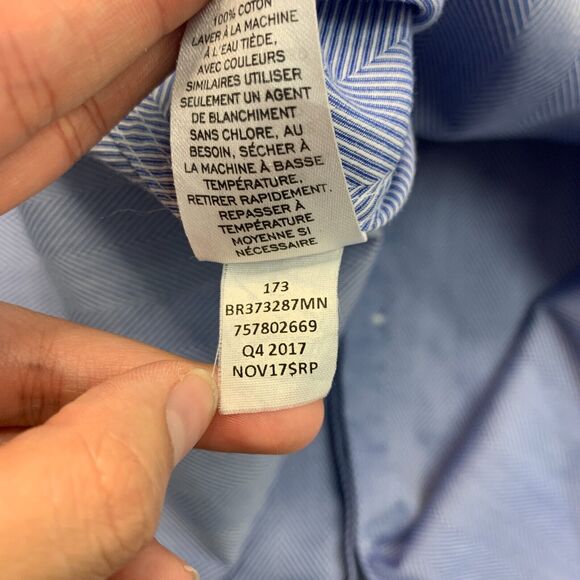 100% COTON
LAVER À LA MACHINE
À L'EAU TIÈDE,
AVEC COULEURS
SIMILAIRES UTILISER
SEULEMENT UN AGENT
DE BLANCHIMENT
SANS CHLORE, AU
BESOIN, SÉCHER À
LA MACHINE À BASSE
TEMPÉRATURE,
RETIRER RAPIDEMENT.
REPASSER À
TEMPÉRATURE
MOYENNE SI
NÉCESSAIRE
173
BR373287MN
757802669
Q4 2017
NOV17$RP